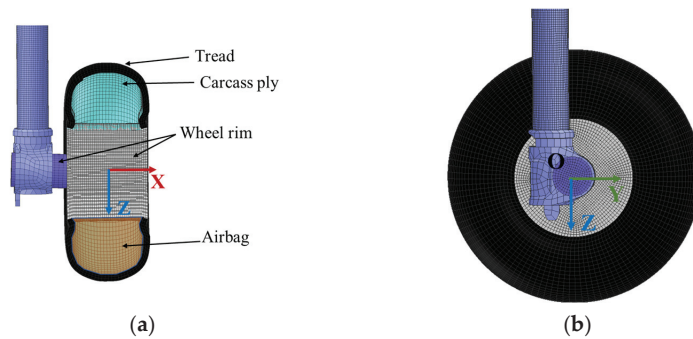 Tread
Carcass ply
Wheel rim
X
Z
Airbag
O
Y
Z
(a)
(b)